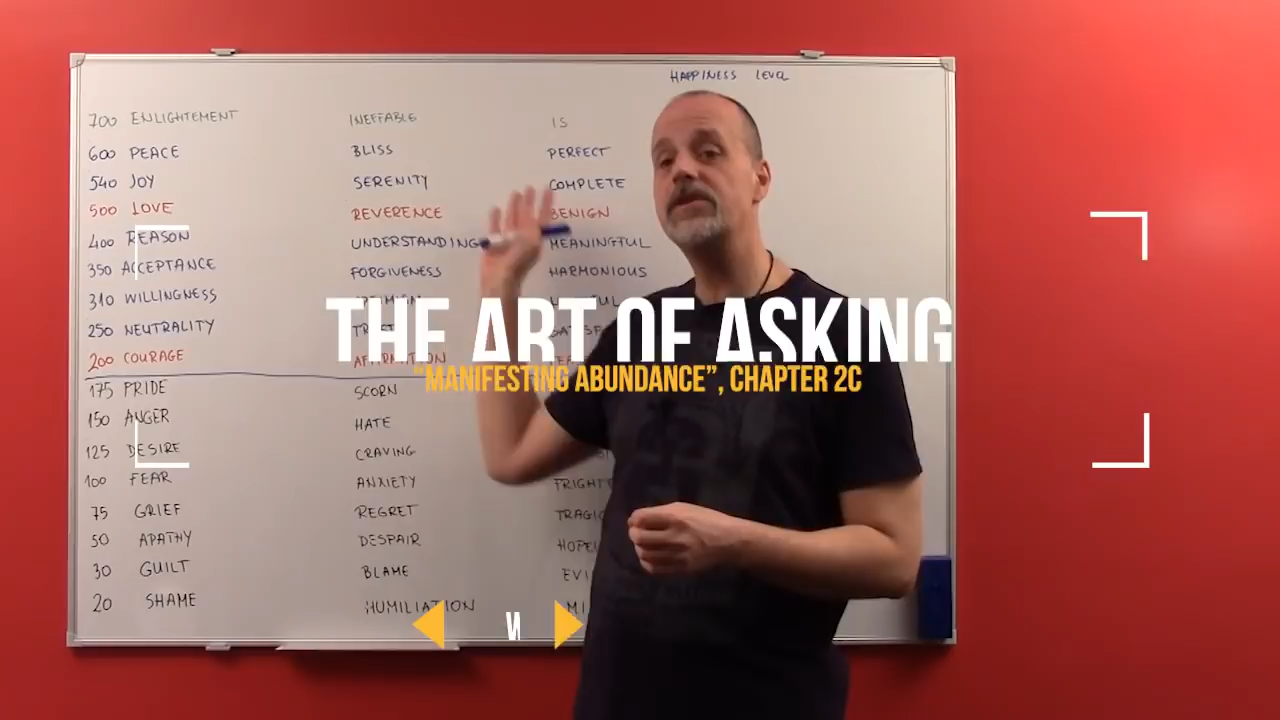 HAPPINESS LEVEL
700 ENLIGHTEMENT INEFFABLE IS
600 PEACE BLISS PERFECT
540 JOY SERENITY COMPLETE
500 LOVE REVERENCE BENIGN
400 REASON UNDERSTANDING MEANINGFUL
350 ACCEPTANCE FORGIVENESS HARMONIOUS
310 WILLINGNESS
THE ART OF ASKING
250 NEUTRALITY
200 COURAGE AFFIRMATION
"MANIFESTING ABUNDANCE", CHAPTER 2C
175 PRIDE SCORN
150 ANGER HATE
125 DESIRE CRAVING
100 FEAR ANXIETY
75 GRIEF REGRET
50 APATHY DESPAIR
30 GUILT BLAME
20 SHAME HUMILIATION